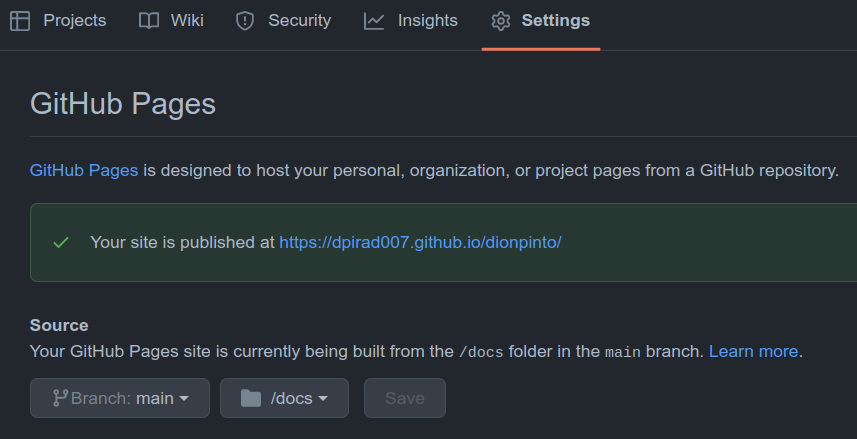 Projects Wiki Security Insights Settings
GitHub Pages
GitHub Pages is designed to host your personal, organization, or project pages from a GitHub repository.
Your site is published at https://dpirad007.github.io/dionpinto/
Source
Your GitHub Pages site is currently being built from the /docs folder in the main branch. Learn more.
Branch: main /docs Save